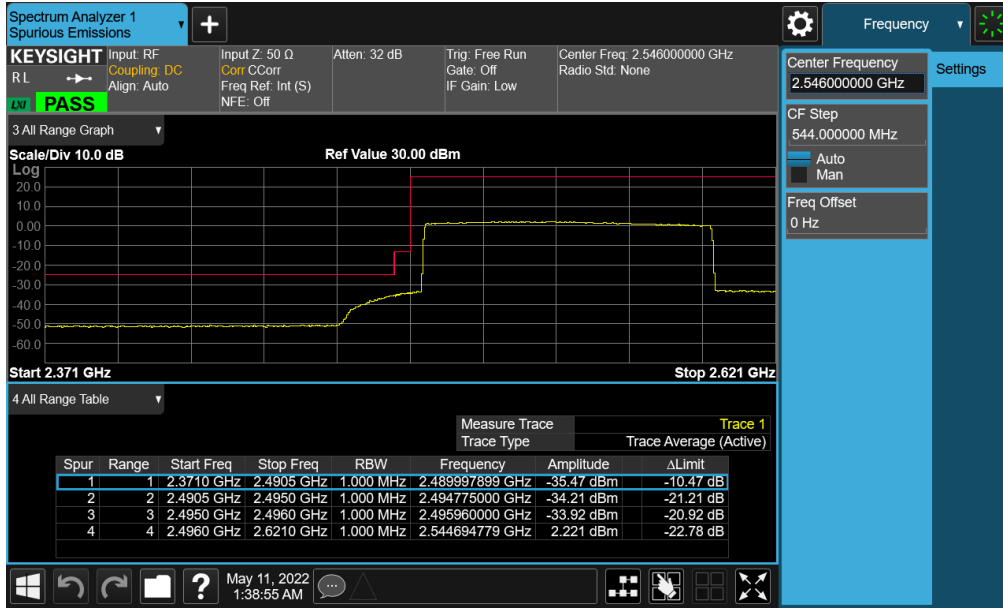 Spectrum Analyzer 1
Spurious Emissions
Frequency
KEYSIGHT
RL
LXI
PASS
Input: RF
Coupling: DC
Align: Auto
Input Z: 50 Ω
Corr CCorr
Freq Ref: Int (S)
NFE: Off
Atten: 32 dB
Trig: Free Run
Gate: Off
IF Gain: Low
Center Freq: 2.546000000 GHz
Radio Std: None
Center Frequency
2.546000000 GHz
Settings
CF Step
544.000000 MHz
Auto
Man
Freq Offset
0 Hz
3 All Range Graph
Scale/Div 10.0 dB
Ref Value 30.00 dBm
Log
20.0
10.0
0.00
-10.0
-20.0
-30.0
-40.0
-50.0
-60.0
Start 2.371 GHz
Stop 2.621 GHz
4 All Range Table
Measure Trace Trace 1
Trace Type Trace Average (Active)
Spur Range Start Freq Stop Freq RBW Frequency Amplitude ΔLimit
1 1 2.3710 GHz 2.4905 GHz 1.000 MHz 2.489997899 GHz -35.47 dBm -10.47 dB
2 2 2.4905 GHz 2.4950 GHz 1.000 MHz 2.494775000 GHz -34.21 dBm -21.21 dB
3 3 2.4950 GHz 2.4960 GHz 1.000 MHz 2.495960000 GHz -33.92 dBm -20.92 dB
4 4 2.4960 GHz 2.6210 GHz 1.000 MHz 2.544694779 GHz 2.221 dBm -22.78 dB
?
May 11, 2022
1:38:55 AM